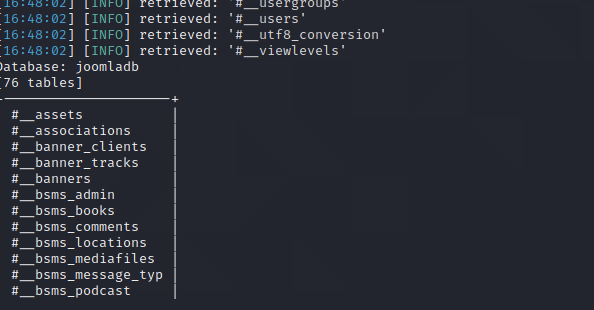 [16:48:02] [INFO] retrieved: '#__usergroups'
[16:48:02] [INFO] retrieved: '#__users'
[16:48:02] [INFO] retrieved: '#__utf8_conversion'
[16:48:02] [INFO] retrieved: '#__viewlevels'
Database: joomladb
[76 tables]
+--------------------+
#__assets |
#__associations |
#__banner_clients |
#__banner_tracks |
#__banners |
#__bsms_admin |
#__bsms_books |
#__bsms_comments |
#__bsms_locations |
#__bsms_mediafiles |
#__bsms_message_typ |
#__bsms_podcast |